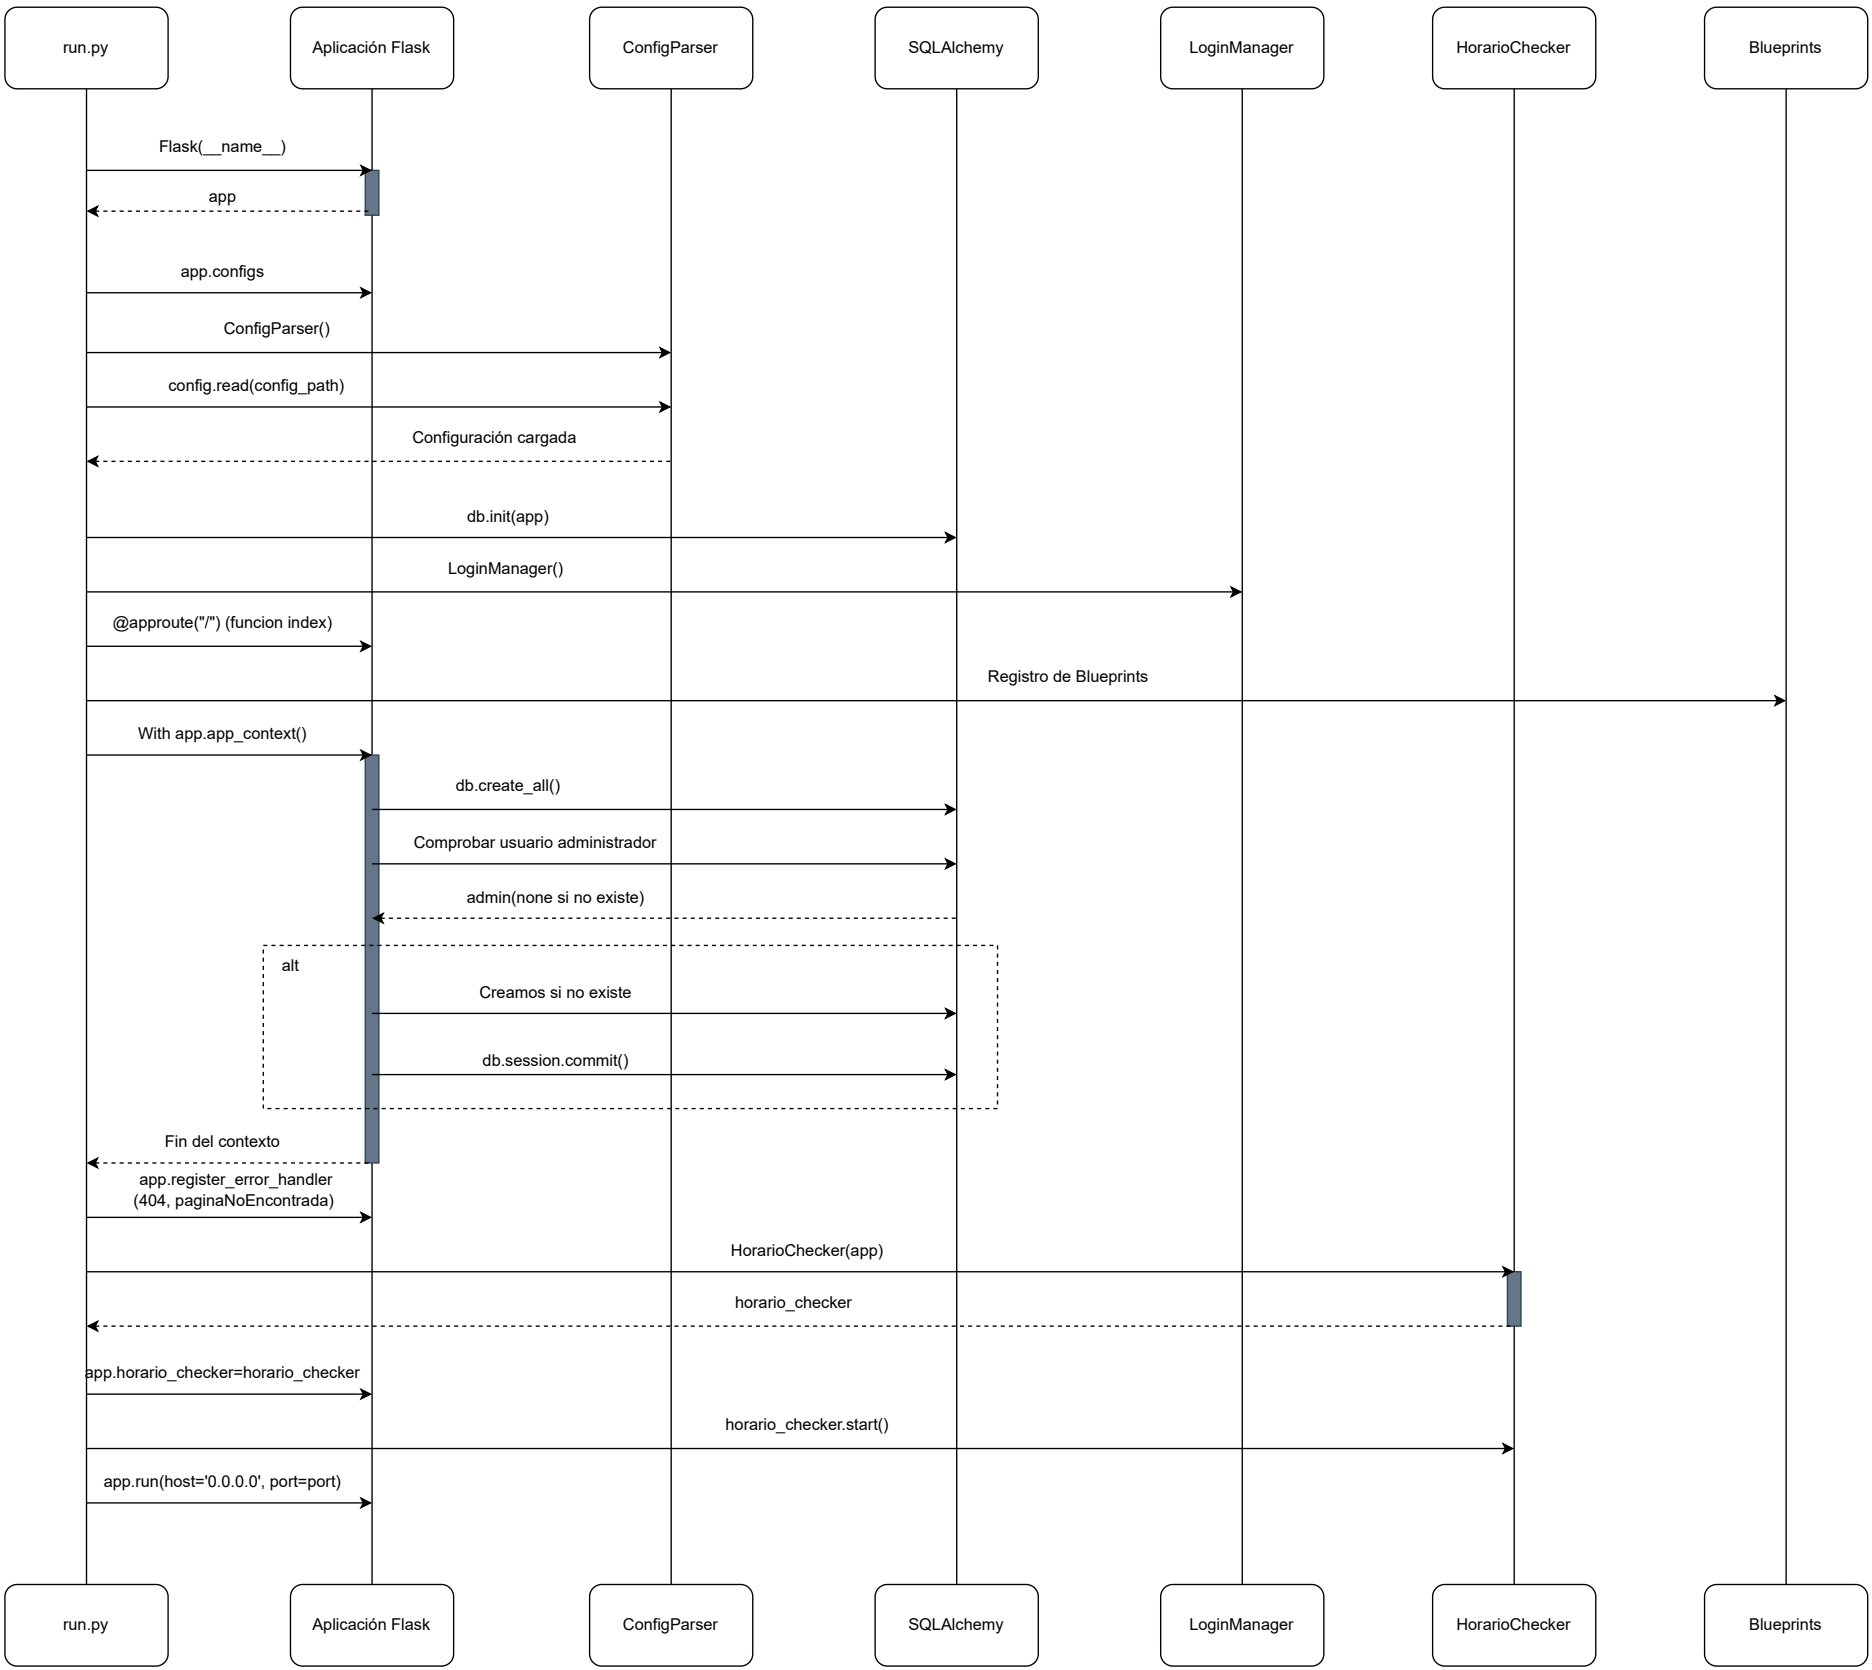 run.py
Aplicación Flask
ConfigParser
SQLAlchemy
LoginManager
HorarioChecker
Blueprints
Flask(__name__)
app
app.configs
ConfigParser()
config.read(config_path)
Configuración cargada
db.init(app)
LoginManager()
@approute("/") (funcion index)
Registro de Blueprints
With app.app_context()
db.create_all()
Comprobar usuario administrador
admin(none si no existe)
alt
Creamos si no existe
db.session.commit()
Fin del contexto
app.register_error_handler
(404, paginaNoEncontrada)
HorarioChecker(app)
horario_checker
app.horario_checker=horario_checker
horario_checker.start()
app.run(host='0.0.0.0', port=port)
run.py
Aplicación Flask
ConfigParser
SQLAlchemy
LoginManager
HorarioChecker
Blueprints